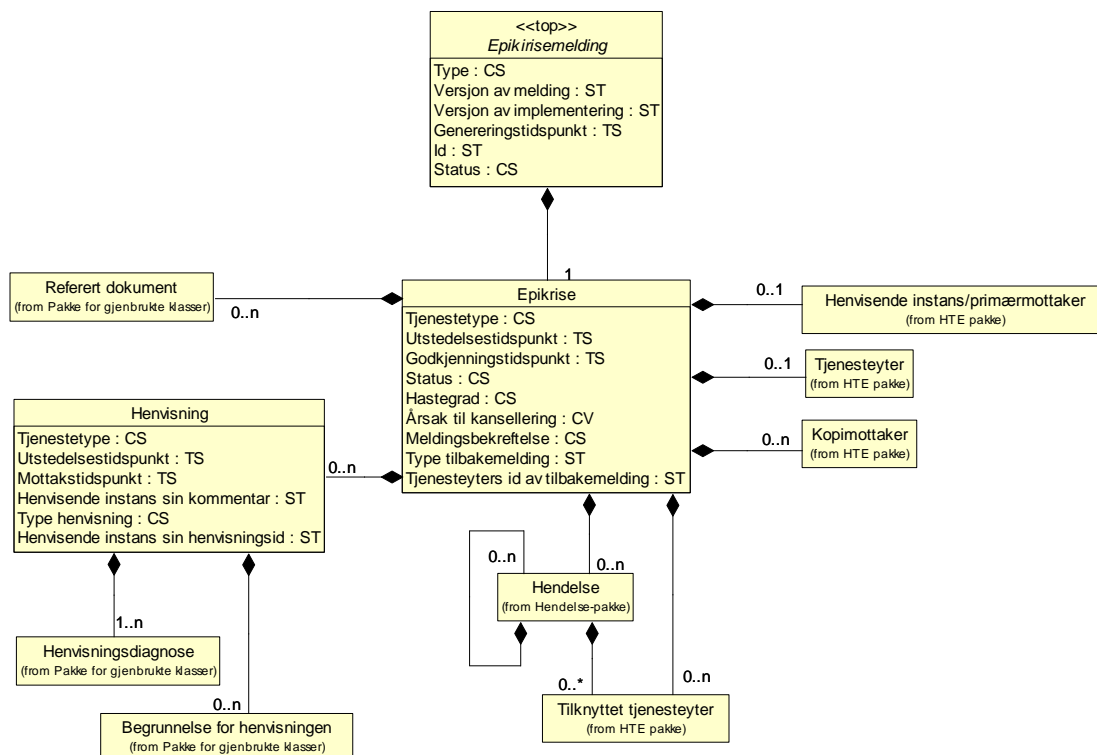 <<top>>
Epikirisemelding
Type : CS
Versjon av melding : ST
Versjon av implementering : ST
Genereringstidspunkt : TS
Id : ST
Status : CS
1
Referert dokument
(from Pakke for gjenbrukte klasser)
0..n
Epikrise
Tjenestetype : CS
Utstedelsestidspunkt : TS
Godkjenningstidspunkt : TS
Status : CS
Hastegrad : CS
Årsak til kansellering : CV
Meldingsbekreftelse : CS
Type tilbakemelding : ST
Tjenesteyters id av tilbakemelding : ST
0..1
Henvisende instans/primærmottaker
(from HTE pakke)
0..1
Tjenesteyter
(from HTE pakke)
0..n
Kopimottaker
(from HTE pakke)
Henvisning
Tjenestetype : CS
Utstedelsestidspunkt : TS
Mottakstidspunkt : TS
Henvisende instans sin kommentar : ST
Type henvisning : CS
Henvisende instans sin henvisningsid : ST
0..n
0..n
0..n
Hendelse
(from Hendelse-pakke)
1..n
Henvisningsdiagnose
(from Pakke for gjenbrukte klasser)
0..n
Begrunnelse for henvisningen
(from Pakke for gjenbrukte klasser)
0..*
0..n
Tilknyttet tjenesteyter
(from HTE pakke)